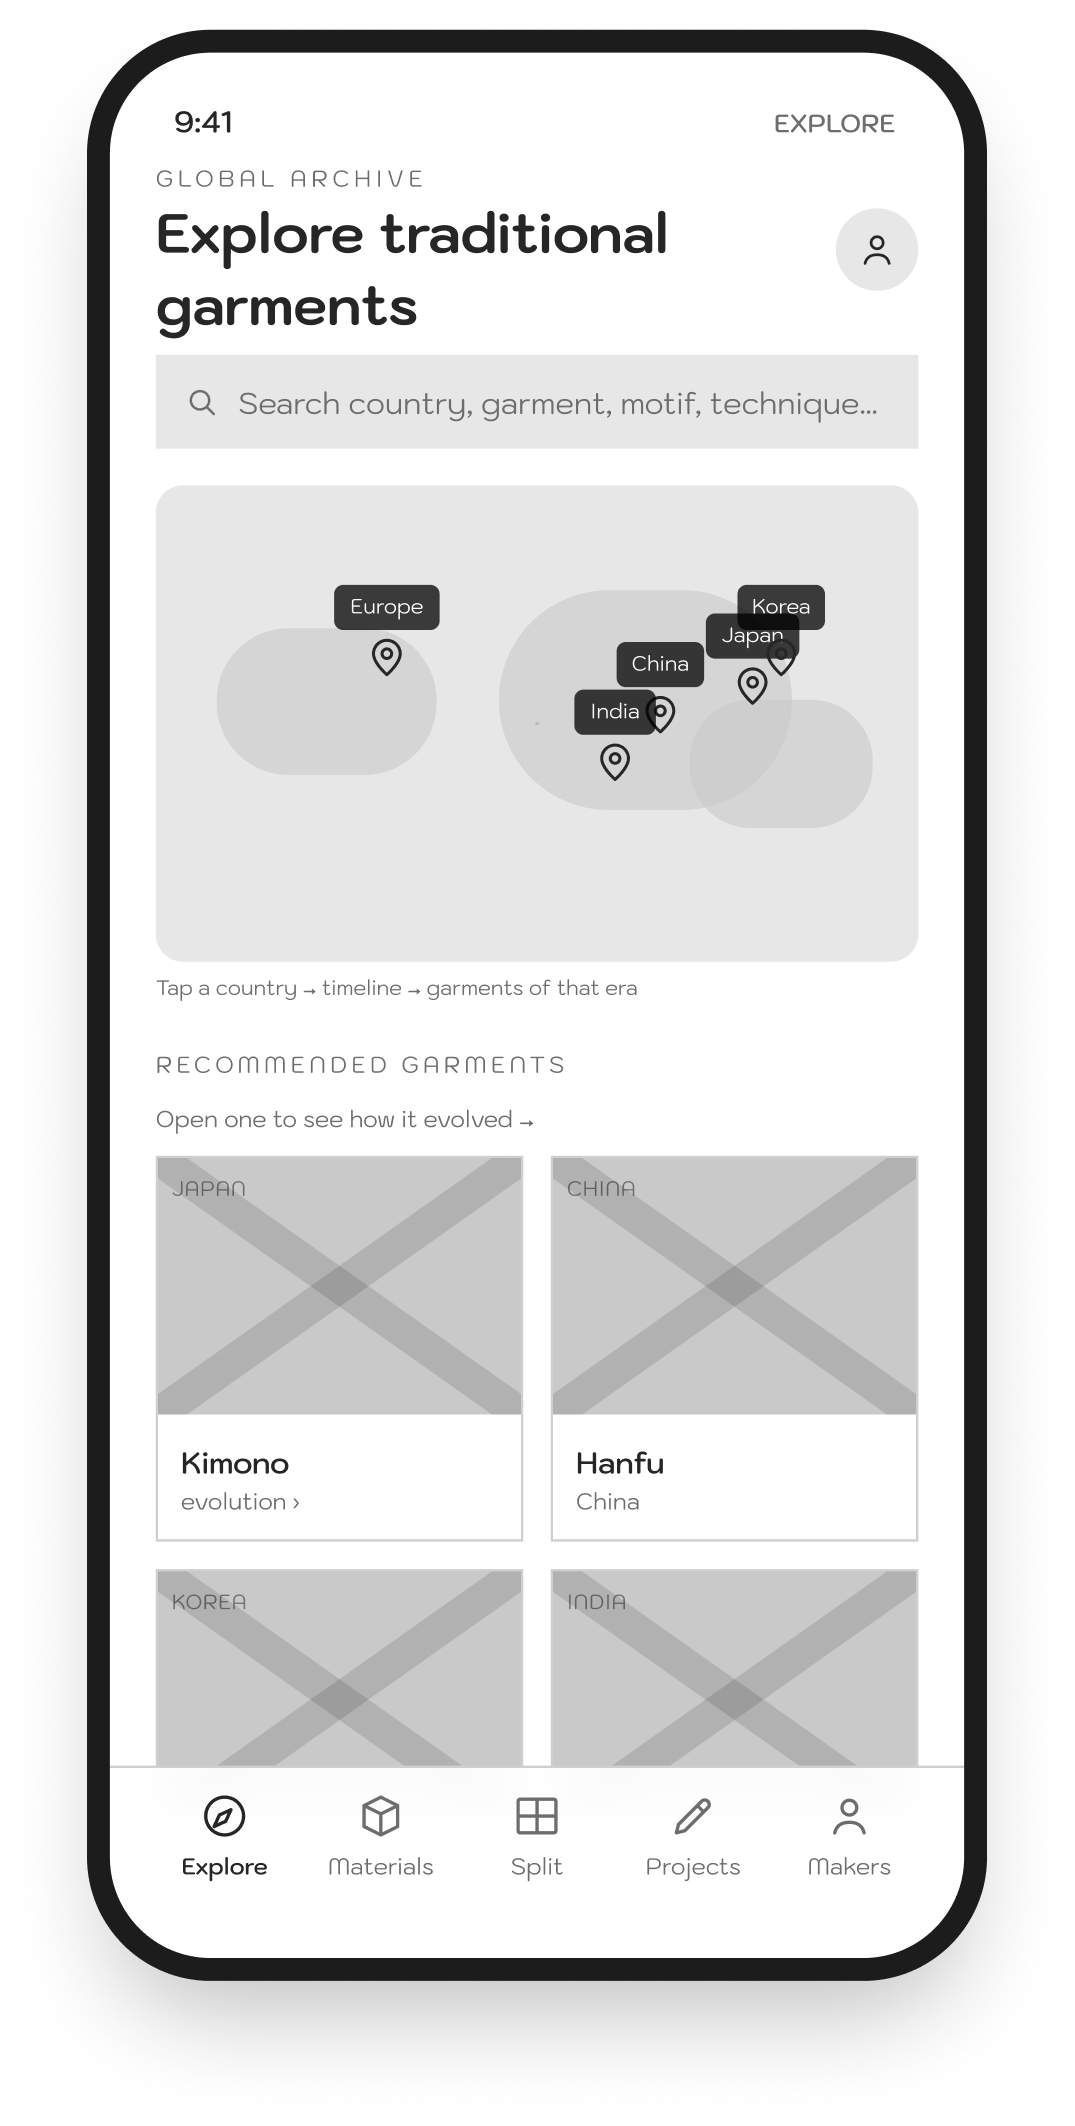 9:41
EXPLORE
GLOBAL ARCHIVE
Explore traditional
garments
Search country, garment, motif, technique...
Europe
Korea
Japan
China
India
Tap a country → timeline → garments of that era
RECOMMENDED GARMENTS
Open one to see how it evolved →
JAPAN
CHINA
Kimono
evolution ›
Hanfu
China
KOREA
INDIA
Explore
Materials
Split
Projects
Makers